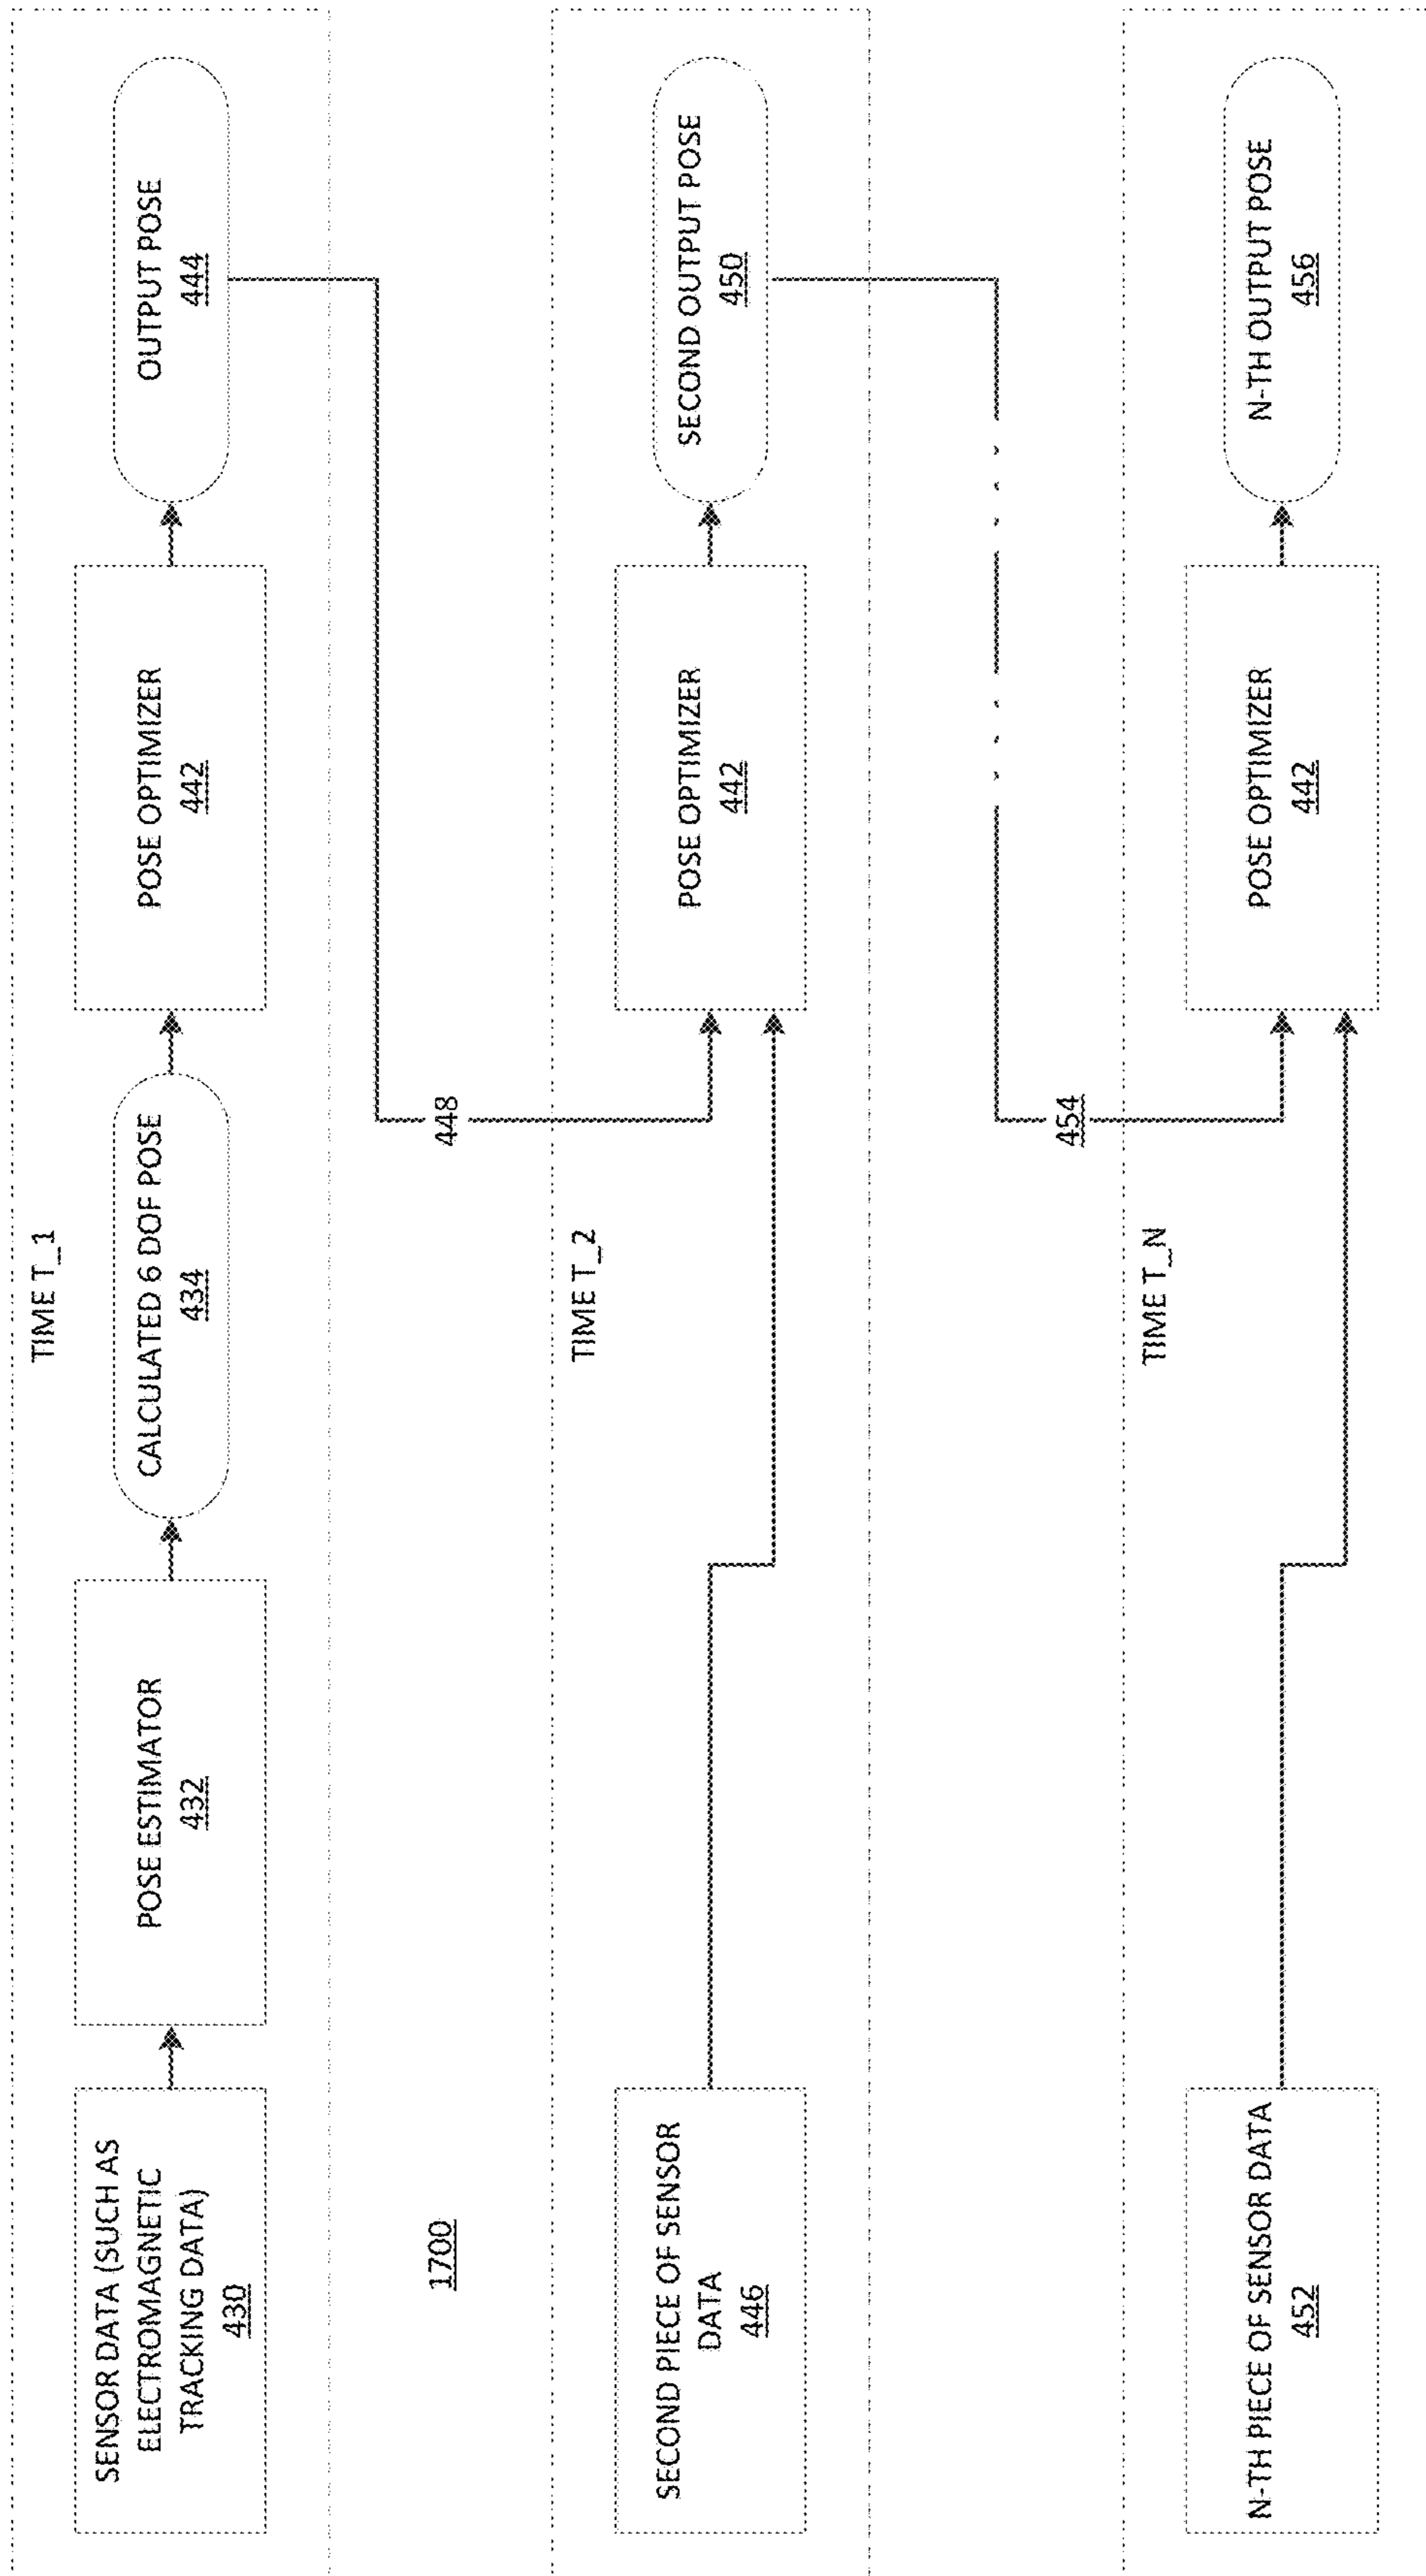 TIME T_1
SENSOR DATA (SUCH AS
ELECTROMAGNETIC
TRACKING DATA)
430
POSE ESTIMATOR
432
CALCULATED 6 DOF POSE
434
POSE OPTIMIZER
442
OUTPUT POSE
444
1700
448
TIME T_2
SECOND PIECE OF SENSOR
DATA
446
POSE OPTIMIZER
442
SECOND OUTPUT POSE
450
454
TIME T_N
N-TH PIECE OF SENSOR DATA
452
POSE OPTIMIZER
442
N-TH OUTPUT POSE
456